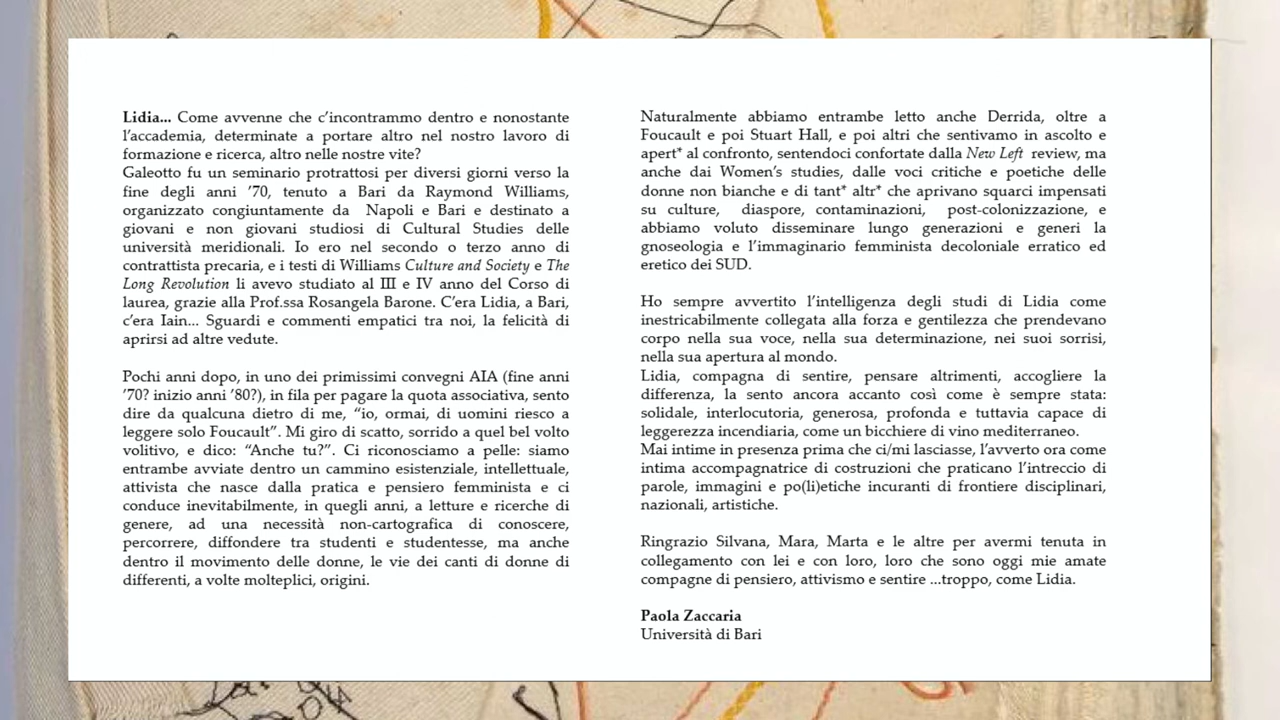 Lidia... Come avvenne che c'incontrammo dentro e nonostante
l'accademia, determinate a portare altro nel nostro lavoro di
formazione e ricerca, altro nelle nostre vite?
Galeotto fu un seminario protrattosi per diversi giorni verso la
fine degli anni '70, tenuto a Bari da Raymond Williams,
organizzato congiuntamente da Napoli e Bari e destinato a
giovani e non giovani studiosi di Cultural Studies delle
università meridionali. Io ero nel secondo o terzo anno di
contrattista precaria, e i testi di Williams Culture and Society e The
Long Revolution li avevo studiato al III e IV anno del Corso di
laurea, grazie alla Prof.ssa Rosangela Barone. C'era Lidia, a Bari,
c'era Iain... Sguardi e commenti empatici tra noi, la felicità di
aprirsi ad altre vedute.
Pochi anni dopo, in uno dei primissimi convegni AIA (fine anni
'70? inizio anni '80?), in fila per pagare la quota associativa, sento
dire da qualcuna dietro di me, "io, ormai, di uomini riesco a
leggere solo Foucault". Mi giro di scatto, sorrido a quel bel volto
volitivo, e dico: "Anche tu?". Ci riconosciamo a pelle: siamo
entrambe avviate dentro un cammino esistenziale, intellettuale,
attivista che nasce dalla pratica e pensiero femminista e ci
conduce inevitabilmente, in quegli anni, a letture e ricerche di
genere, ad una necessità non-cartografica di conoscere,
percorrere, diffondere tra studenti e studentesse, ma anche
dentro il movimento delle donne, le vie dei canti di donne di
differenti, a volte molteplici, origini.
Naturalmente abbiamo entrambe letto anche Derrida, oltre a
Foucault e poi Stuart Hall, e poi altri che sentivamo in ascolto e
apert* al confronto, sentendoci confortate dalla New Left review, ma
anche dai Women's studies, dalle voci critiche e poetiche delle
donne non bianche e di tant* altr* che aprivano squarci impensati
su culture, diaspore, contaminazioni, post-colonizzazione, e
abbiamo voluto disseminare lungo generazioni e generi la
gnoseologia e l'immaginario femminista decoloniale erratico ed
eretico dei SUD.
Ho sempre avvertito l'intelligenza degli studi di Lidia come
inestricabilmente collegata alla forza e gentilezza che prendevano
corpo nella sua voce, nella sua determinazione, nei suoi sorrisi,
nella sua apertura al mondo.
Lidia, compagna di sentire, pensare altrimenti, accogliere la
differenza, la sento ancora accanto così come è sempre stata:
solidale, interlocutoria, generosa, profonda e tuttavia capace di
leggerezza incendiaria, come un bicchiere di vino mediterraneo.
Mai intime in presenza prima che ci/mi lasciasse, l'avverto ora come
intima accompagnatrice di costruzioni che praticano l'intreccio di
parole, immagini e po(li)etiche incuranti di frontiere disciplinari,
nazionali, artistiche.
Ringrazio Silvana, Mara, Marta e le altre per avermi tenuta in
collegamento con lei e con loro, loro che sono oggi mie amate
compagne di pensiero, attivismo e sentire ...troppo, come Lidia.
Paola Zaccaria
Università di Bari